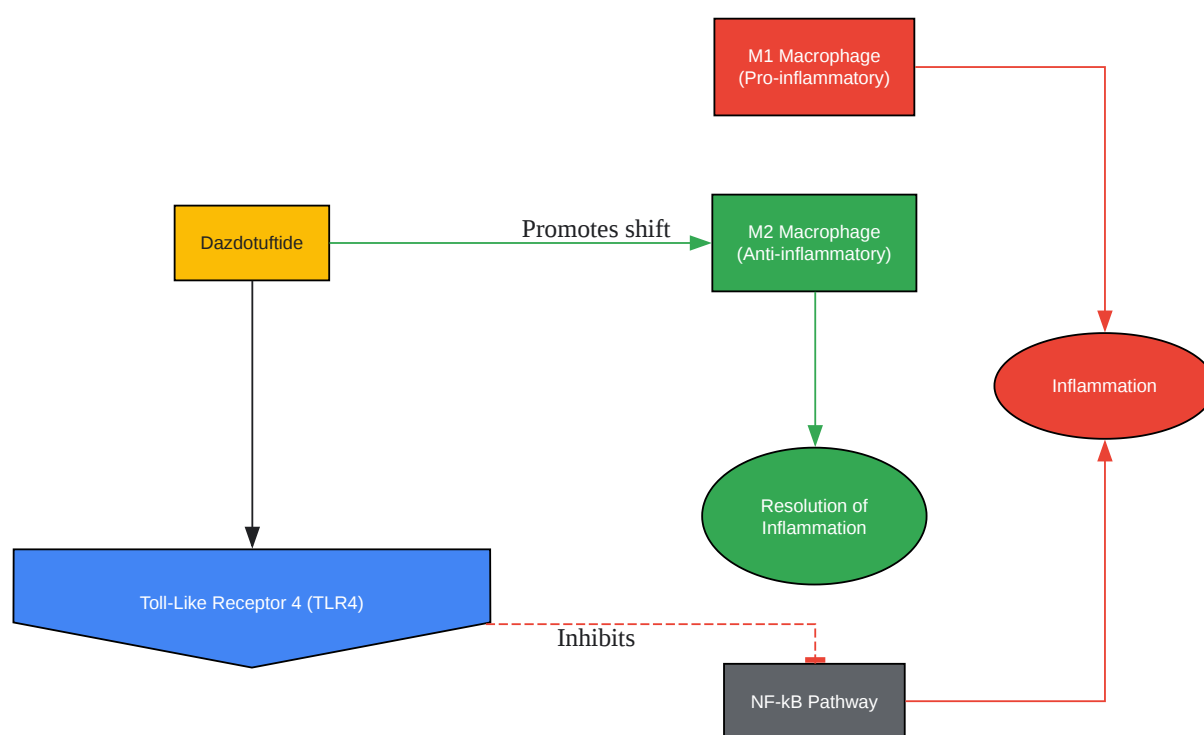 M1 Macrophage
(Pro-inflammatory)
Dazdotuftide
Promotes shift
M2 Macrophage
(Anti-inflammatory)
Inflammation
Resolution of
Inflammation
Toll-Like Receptor 4 (TLR4)
Inhibits
NF-kB Pathway